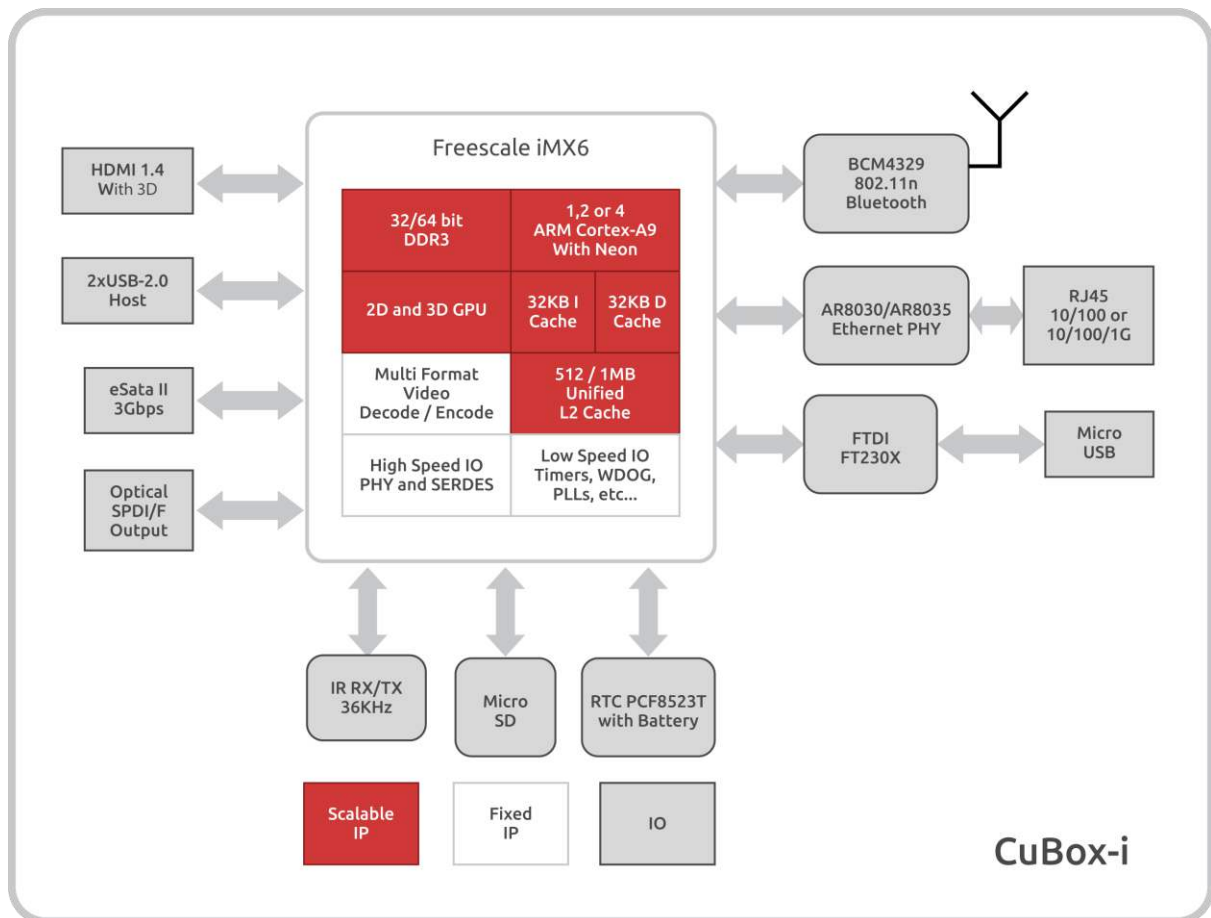 Freescale iMX6
HDMI 1.4
With 3D
2xUSB-2.0
Host
eSata II
3Gbps
Optical
SPDI/F
Output
32/64 bit
DDR3
1,2 or 4
ARM Cortex-A9
With Neon
2D and 3D GPU
32KB I
Cache
32KB D
Cache
Multi Format
Video
Decode / Encode
512 / 1MB
Unified
L2 Cache
High Speed IO
PHY and SERDES
Low Speed IO
Timers, WDOG,
PLLs, etc...
BCM4329
802.11n
Bluetooth
AR8030/AR8035
Ethernet PHY
RJ45
10/100 or
10/100/1G
FTDI
FT230X
Micro
USB
IR RX/TX
36KHz
Micro
SD
RTC PCF8523T
with Battery
Scalable
IP
Fixed
IP
IO
CuBox-i